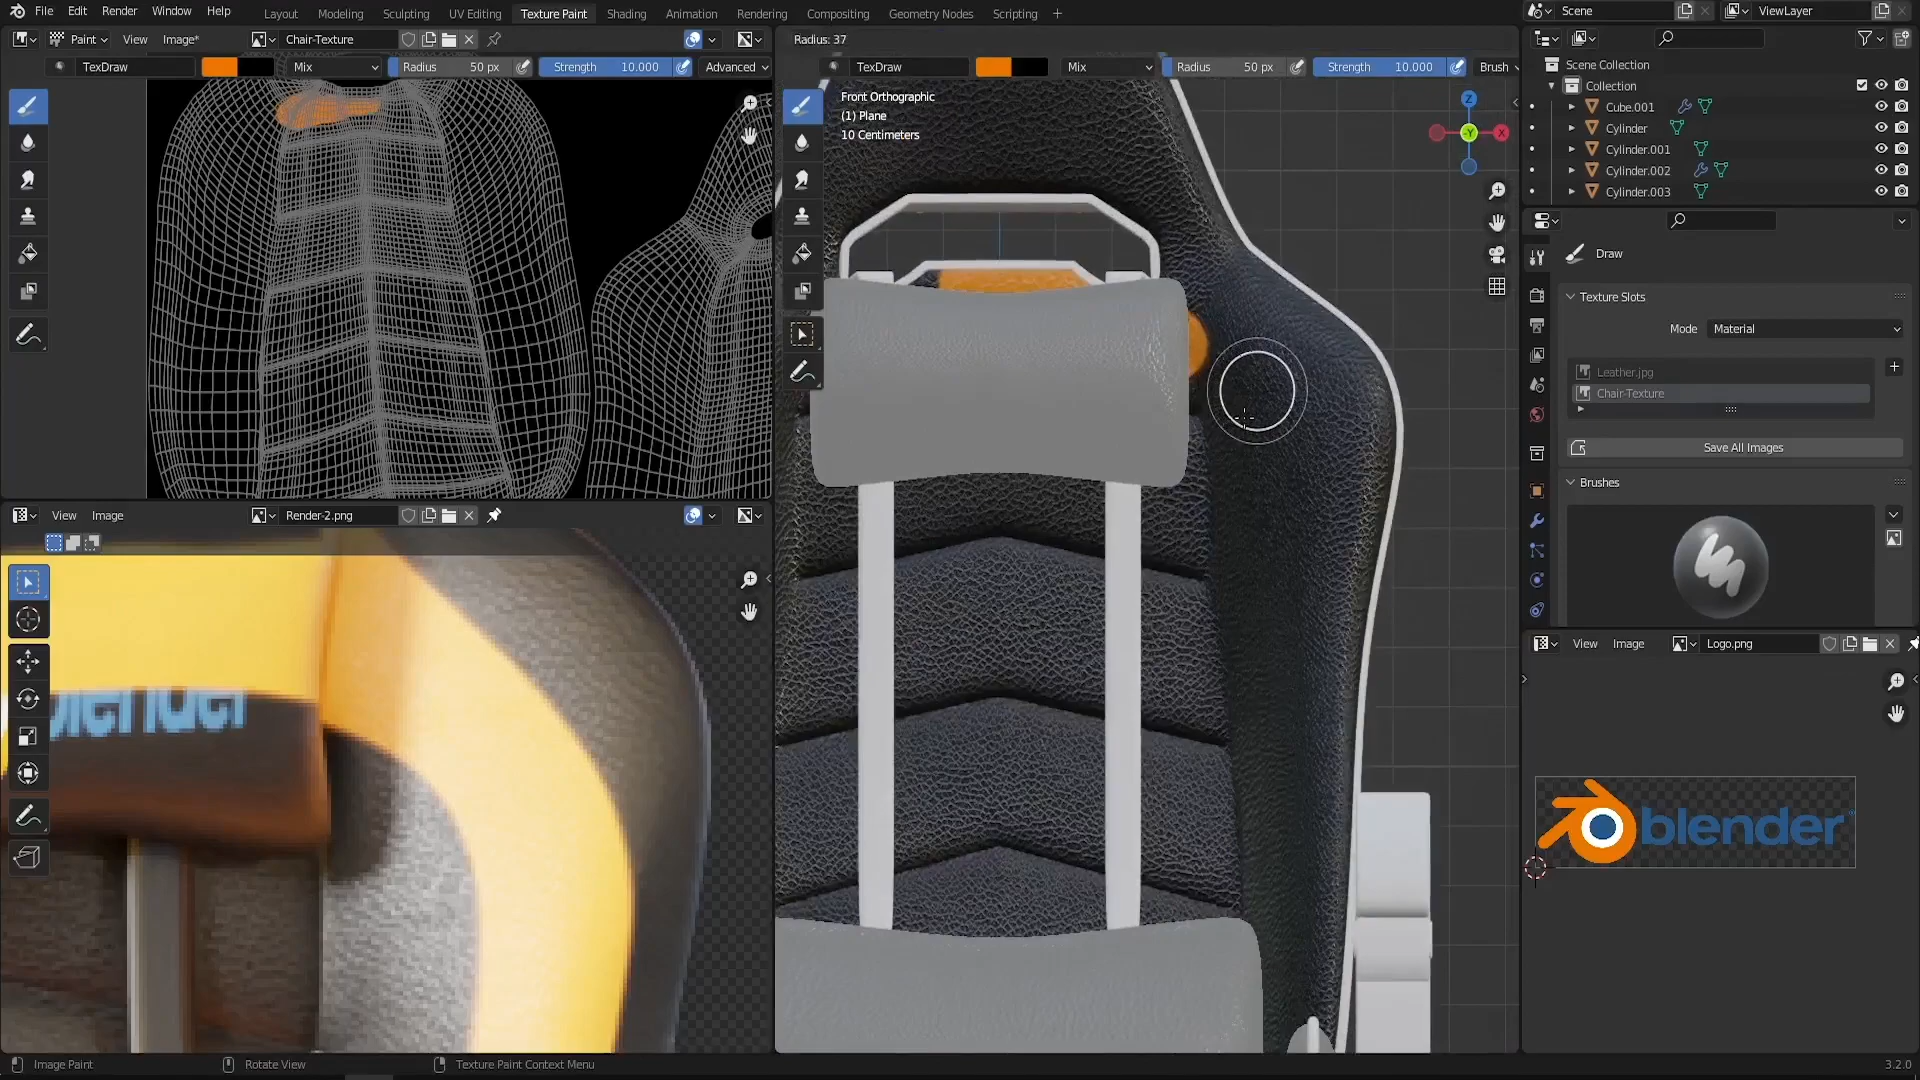 File Edit Render Window Help
Layout Modeling Sculpting UV Editing Texture Paint Shading Animation Rendering Compositing Geometry Nodes Scripting +
Scene
ViewLayer
Paint View Image* Chair-Texture
Radius: 37
TexDraw Mix Radius 50 px Strength 10.000 Advanced
TexDraw Mix Radius 50 px Strength 10.000 Brush
Front Orthographic
(1) Plane
10 Centimeters
Z
X
-Y
Scene Collection
Collection
Cube.001
Cylinder
Cylinder.001
Cylinder.002
Cylinder.003
Draw
Texture Slots
Mode Material
Leather.jpg
Chair-Texture
Save All Images
Brushes
View Image Render-2.png
blender
View Image Logo.png
blender
Image Paint Rotate View Texture Paint Context Menu
3.2.0